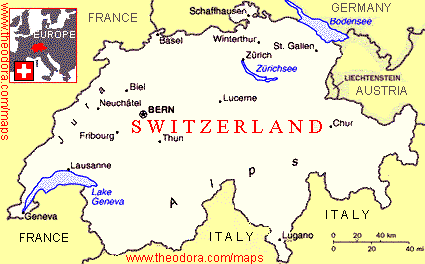 www.theodora.com/maps
EUROPE
FRANCE
Schaffhausen
GERMANY
Bodensee
Basel
Winterthur
St. Gallen
Zürich
Zürichsee
LIECHTENSTEIN
AUSTRIA
Jura
Biel
Neuchâtel
BERN
Lucerne
SWITZERLAND
Fribourg
Thun
Chur
Lausanne
Alps
Lake
Geneva
Geneva
FRANCE
ITALY
Lugano
ITALY
0 20 40 km
0 20 40 mi
www.theodora.com/maps